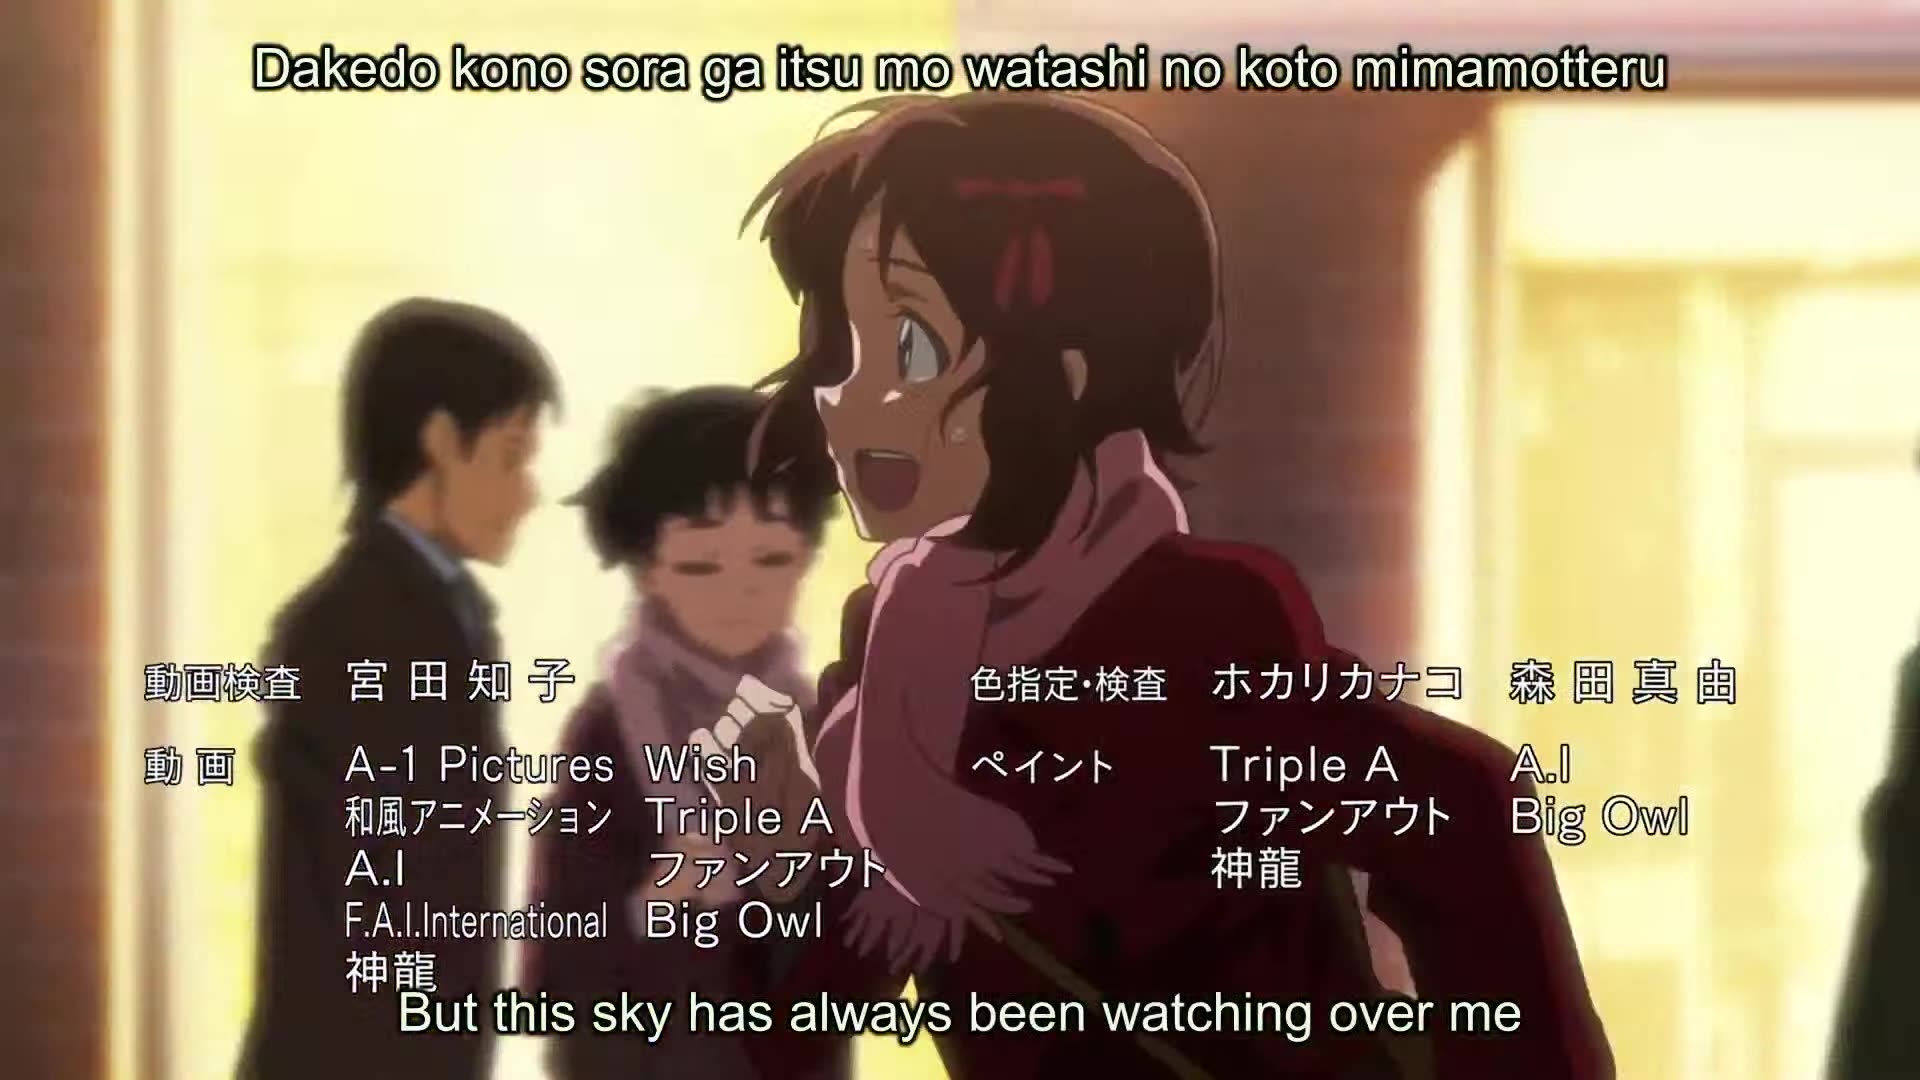 Dakedo kono sora ga itsu mo watashi no koto mimamotteru
動画検査 宮田知子
動画 A-1 Pictures Wish
和風アニメーション Triple A
A.I ファンアウト
F.A.I.International Big Owl
神龍
色指定・検査 ホカリカナコ 森田真由
ペイント Triple A A.I
ファンアウト Big Owl
神龍
But this sky has always been watching over me